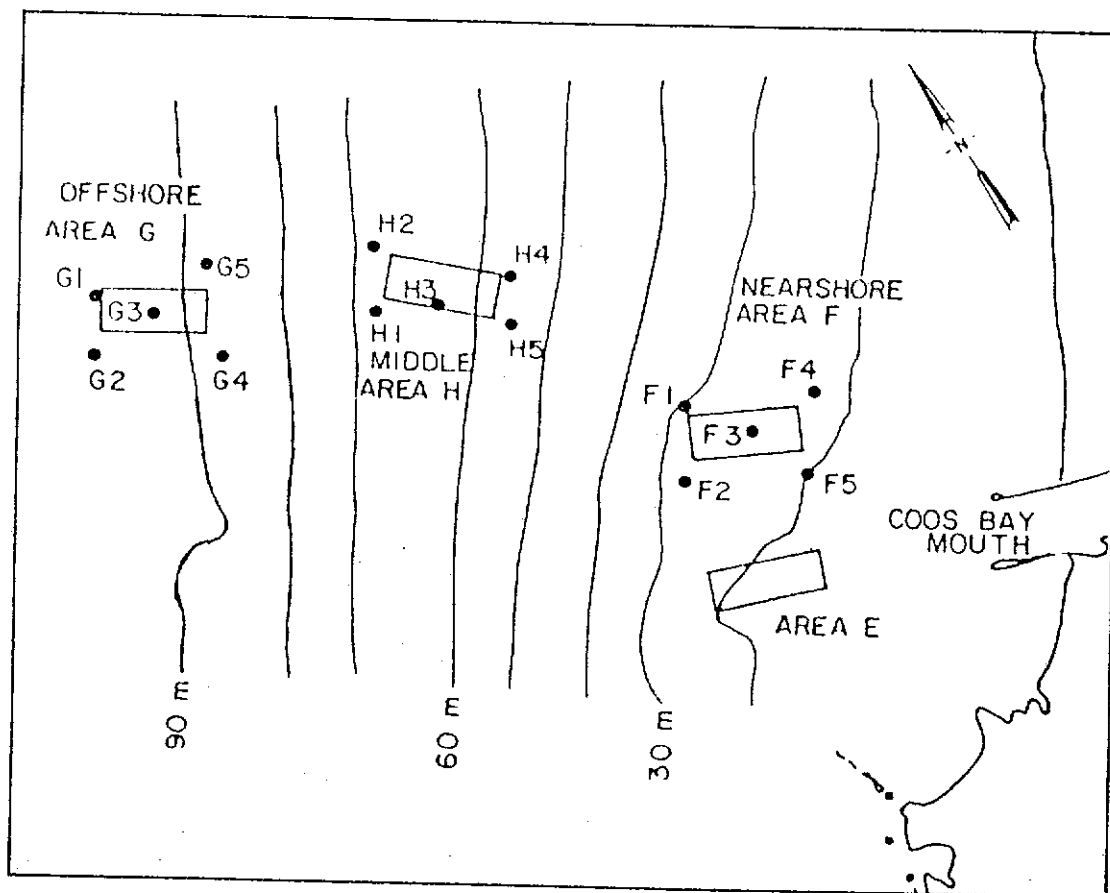 N
OFFSHORE
AREA G
G1
G5
G3
G2
G4
H2
H4
H3
H1
H5
MIDDLE
AREA H
NEARSHORE
AREA F
F1
F4
F3
F2
F5
COOS BAY
MOUTH
AREA E
90 m
60 m
30 m